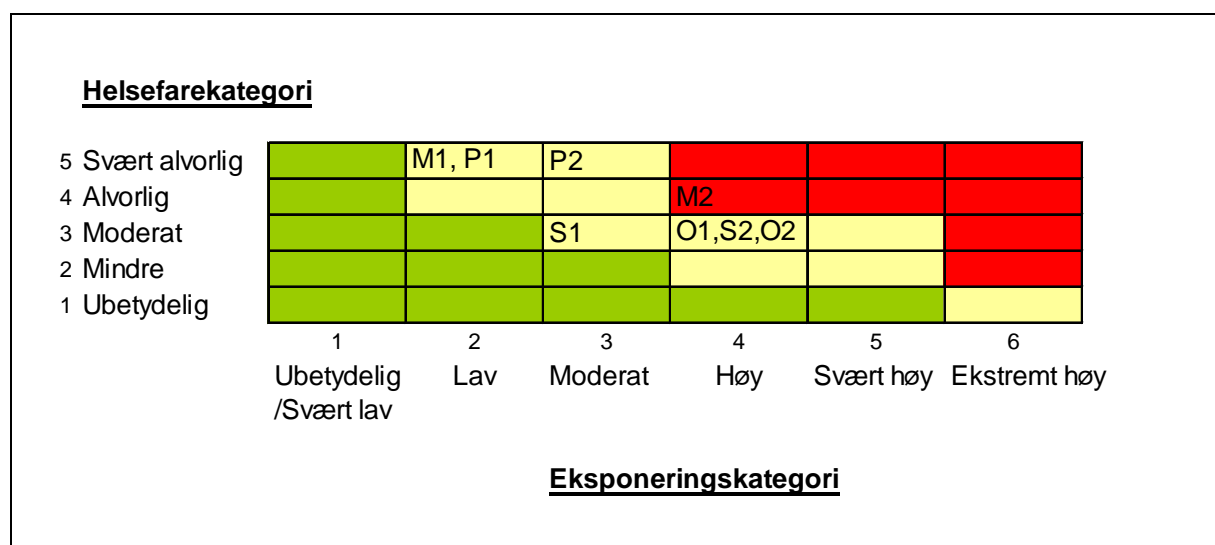 Helsefarekategori
5 Svært alvorlig M1, P1 P2
4 Alvorlig M2
3 Moderat S1 O1,S2,O2
2 Mindre
1 Ubetydelig
1 2 3 4 5 6
Ubetydelig Lav Moderat Høy Svært høy Ekstremt høy
/Svært lav
Eksponeringskategori